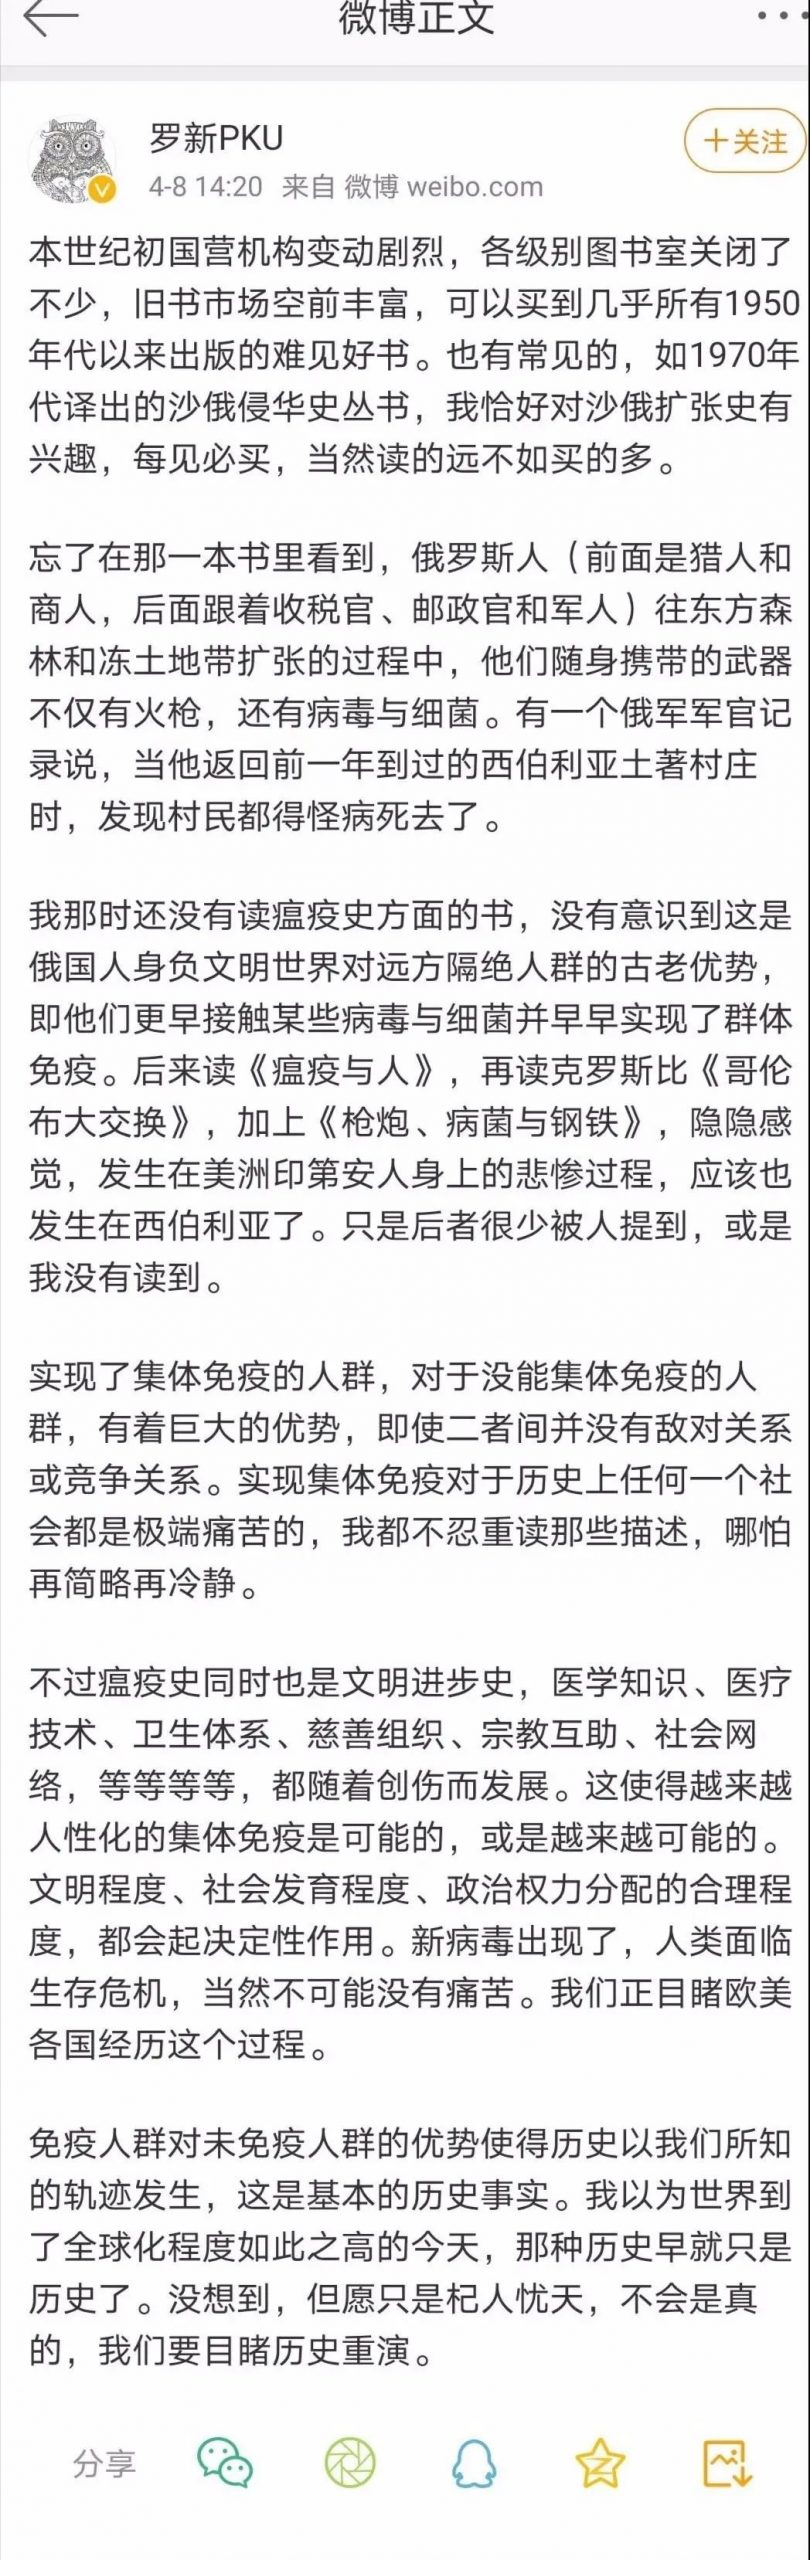 微博正文
罗新PKU
+关注
4-8 14:20 来自 微博 weibo.com
本世纪初国营机构变动剧烈，各级别图书室关闭了
不少，旧书市场空前丰富，可以买到几乎所有1950
年代以来出版的难见好书。也有常见的，如1970年
代译出的沙俄侵华史丛书，我恰好对沙俄扩张史有
兴趣，每见必买，当然读的远不如买的多。
忘了在那一本书里看到，俄罗斯人（前面是猎人和
商人，后面跟着收税官、邮政官和军人）往东方森
林和冻土地带扩张的过程中，他们随身携带的武器
不仅有火枪，还有病毒与细菌。有一个俄军军官记
录说，当他返回前一年到过的西伯利亚土著村庄
时，发现村民都得怪病死去了。
我那时还没有读瘟疫史方面的书，没有意识到这是
俄国人身负文明世界对远方隔绝人群的古老优势，
即他们更早接触某些病毒与细菌并早早实现了群体
免疫。后来读《瘟疫与人》，再读克罗斯比《哥伦
布大交换》，加上《枪炮、病菌与钢铁》，隐隐感
觉，发生在美洲印第安人身上的悲惨过程，应该也
发生在西伯利亚了。只是后者很少被人提到，或是
我没有读到。
实现了集体免疫的人群，对于没能集体免疫的人
群，有着巨大的优势，即使二者间并没有敌对关系
或竞争关系。实现集体免疫对于历史上任何一个社
会都是极端痛苦的，我都不忍重读那些描述，哪怕
再简略再冷静。
不过瘟疫史同时也是文明进步史，医学知识、医疗
技术、卫生体系、慈善组织、宗教互助、社会网
络，等等等等，都随着创伤而发展。这使得越来越
人性化的集体免疫是可能的，或是越来越可能的。
文明程度、社会发育程度、政治权力分配的合理程
度，都会起决定性作用。新病毒出现了，人类面临
生存危机，当然不可能没有痛苦。我们正目睹欧美
各国经历这个过程。
免疫人群对未免疫人群的优势使得历史以我们所知
的轨迹发生，这是基本的历史事实。我以为世界到
了全球化程度如此之高的今天，那种历史早就只是
历史了。没想到，但愿只是杞人忧天，不会是真
的，我们要目睹历史重演。
分享